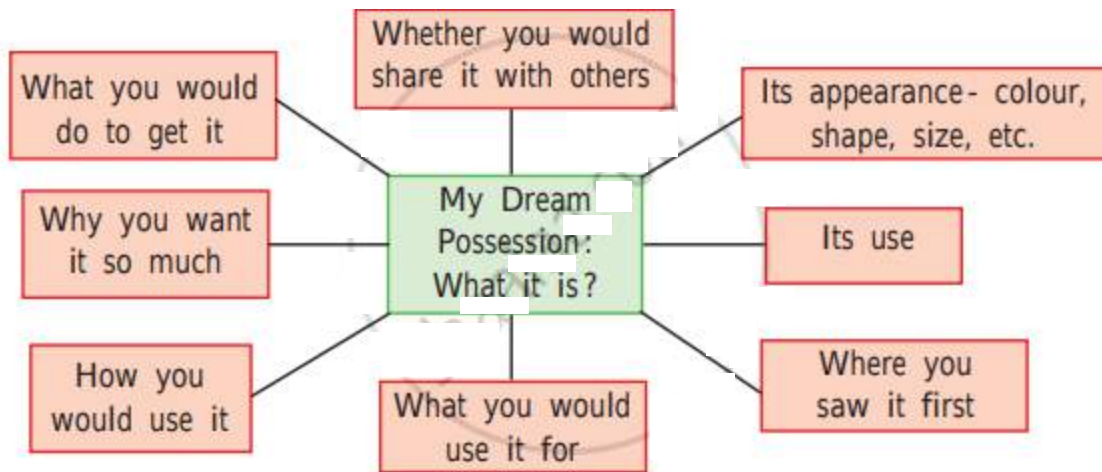 Whether you would
share it with others
What you would
do to get it
Its appearance- colour,
shape, size, etc.
My Dream
Possession:
What it is?
Why you want
it so much
Its use
How you
would use it
What you would
use it for
Where you
saw it first